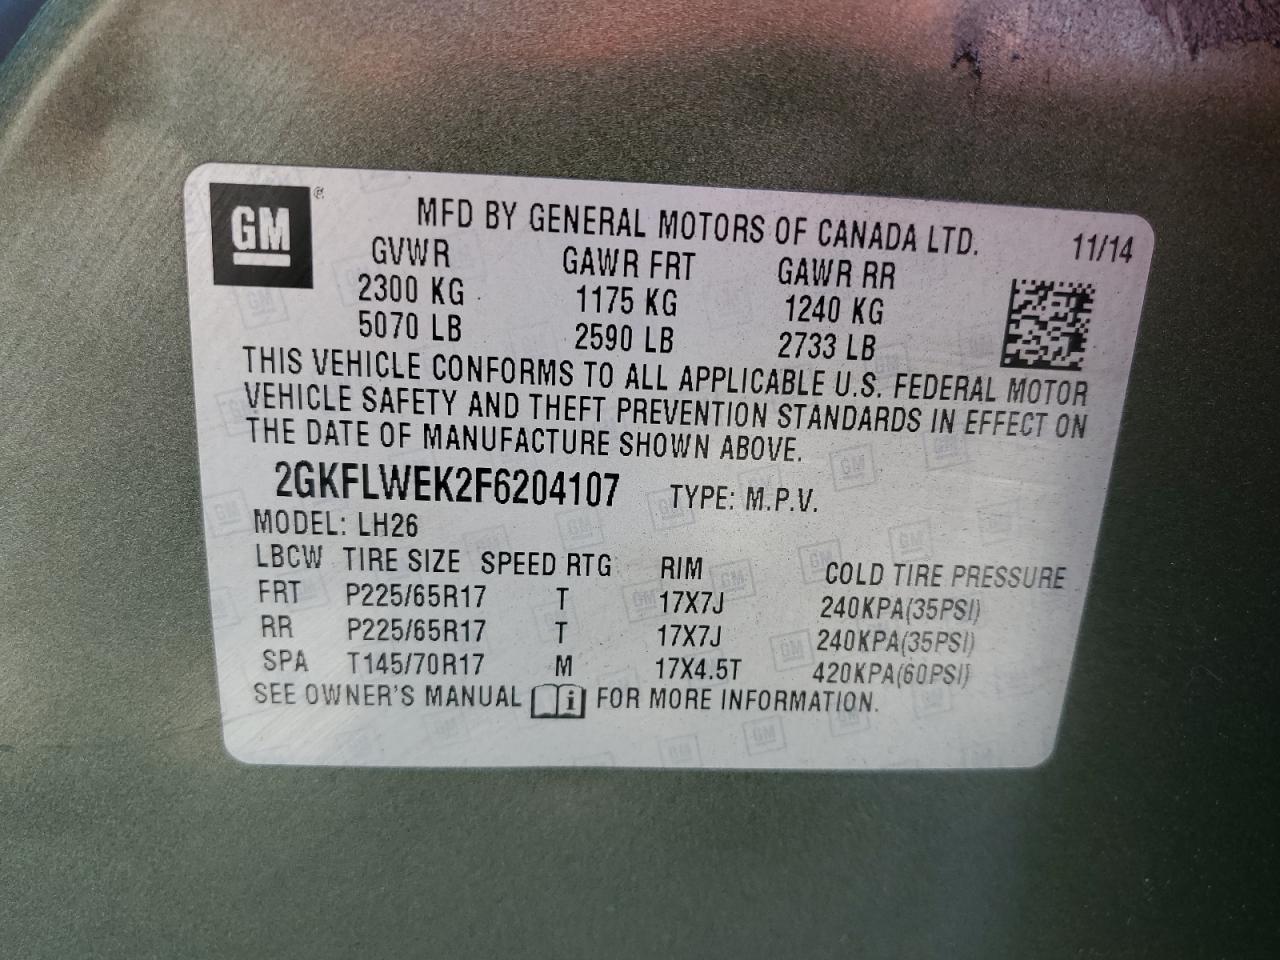 GM ®
MFD BY GENERAL MOTORS OF CANADA LTD. 11/14
GVWR GAWR FRT GAWR RR
2300 KG 1175 KG 1240 KG
5070 LB 2590 LB 2733 LB
THIS VEHICLE CONFORMS TO ALL APPLICABLE U.S. FEDERAL MOTOR
VEHICLE SAFETY AND THEFT PREVENTION STANDARDS IN EFFECT ON
THE DATE OF MANUFACTURE SHOWN ABOVE.
2GKFLWEK2F6204107 TYPE: M.P.V.
MODEL: LH26
LBCW TIRE SIZE SPEED RTG RIM COLD TIRE PRESSURE
FRT P225/65R17 T 17X7J 240KPA(35PSI)
RR P225/65R17 T 17X7J 240KPA(35PSI)
SPA T145/70R17 M 17X4.5T 420KPA(60PSI)
SEE OWNER'S MANUAL i FOR MORE INFORMATION.